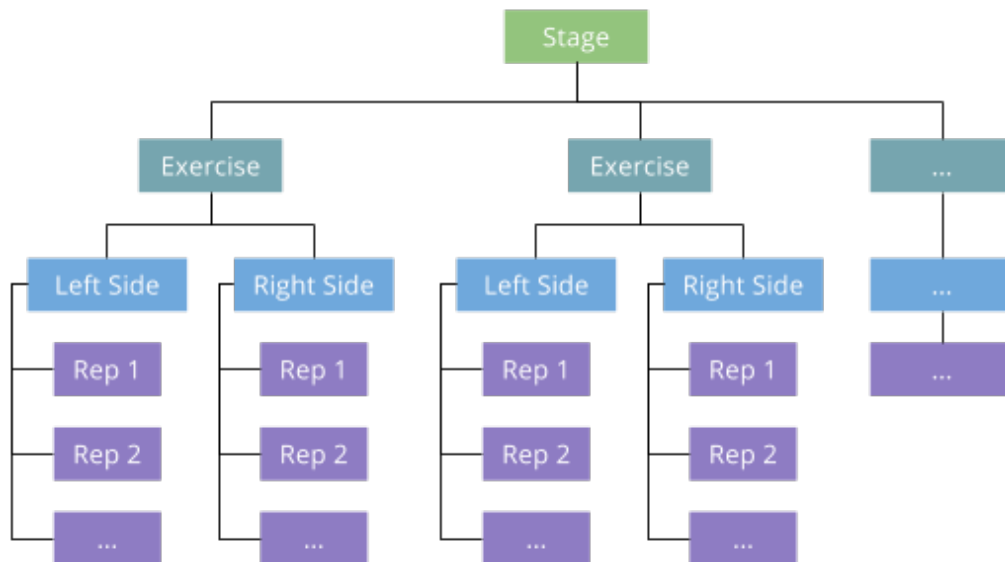 Stage
Exercise
Exercise
...
Left Side
Right Side
Left Side
Right Side
...
Rep 1
Rep 1
Rep 1
Rep 1
...
Rep 2
Rep 2
Rep 2
Rep 2
...
...
...
...